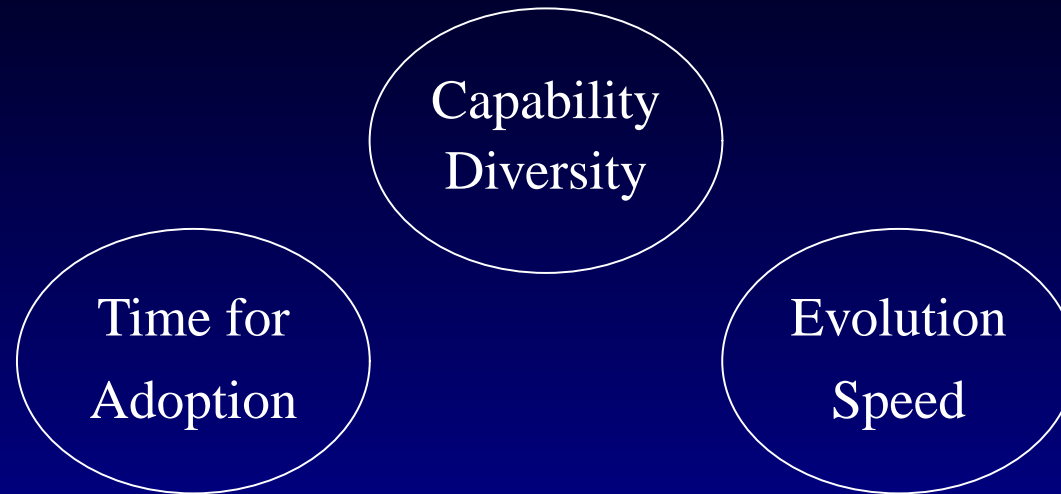 Capability
Diversity
Time for
Adoption
Evolution
Speed